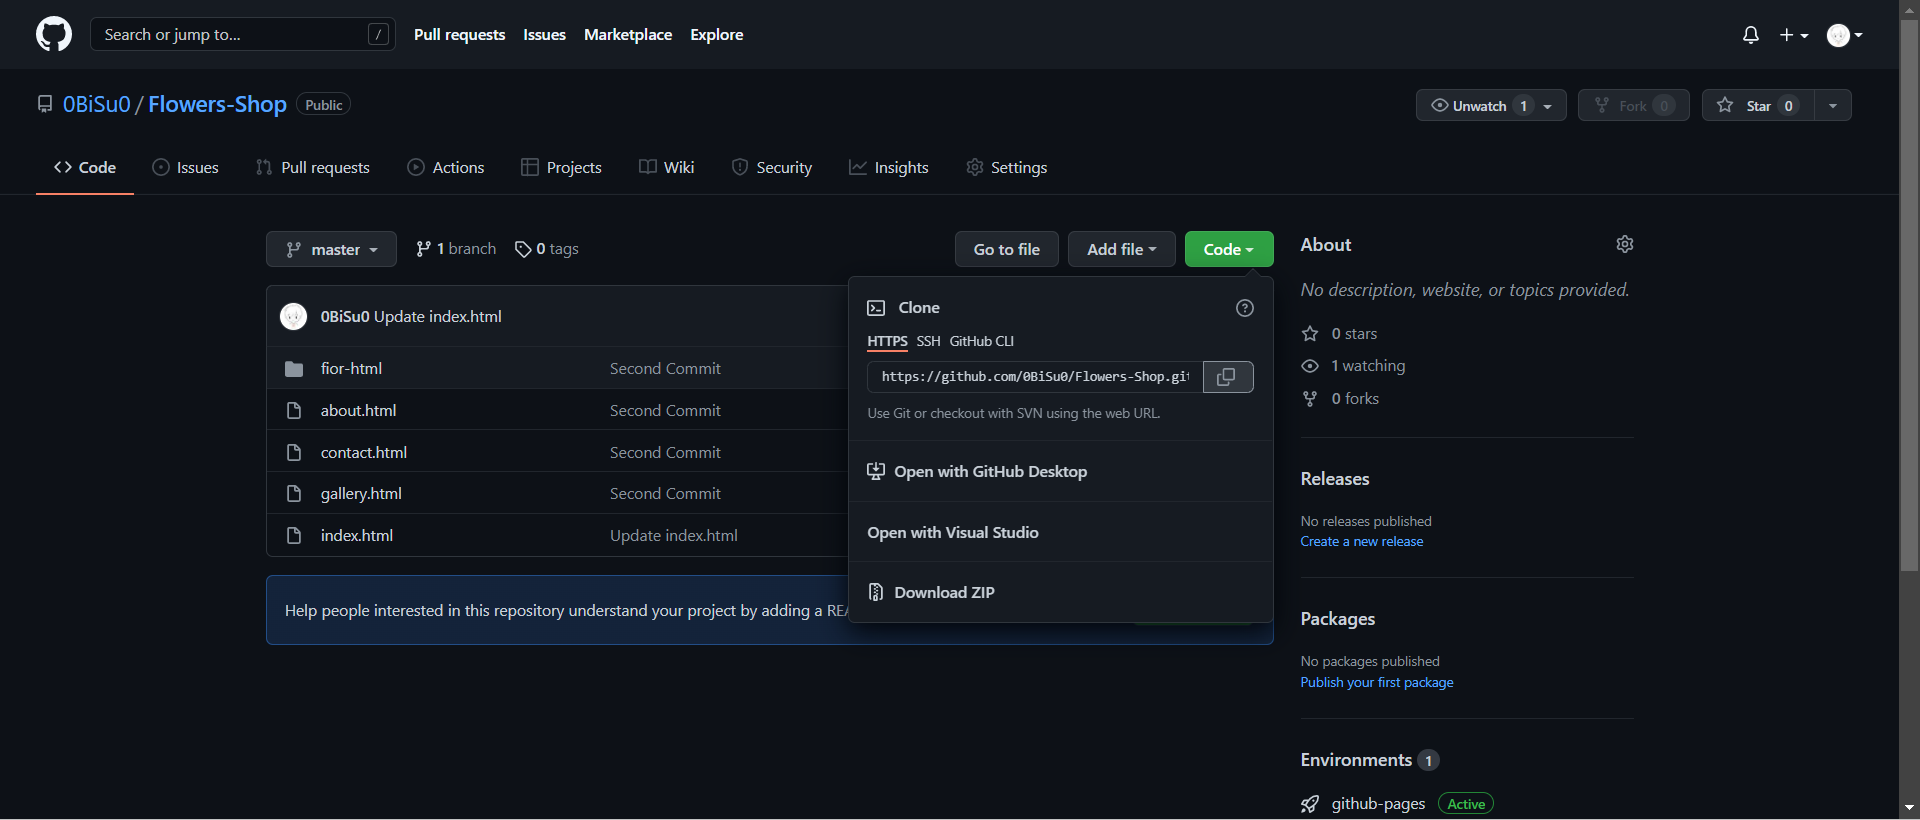 Search or jump to... /
Pull requests Issues Marketplace Explore
0BiSu0 / Flowers-Shop Public
Unwatch 1 Fork 0 Star 0
Code Issues Pull requests Actions Projects Wiki Security Insights Settings
master 1 branch 0 tags
Go to file Add file Code
0BiSu0 Update index.html
fior-html Second Commit
about.html Second Commit
contact.html Second Commit
gallery.html Second Commit
index.html Update index.html
Help people interested in this repository understand your project by adding a REA
Clone
HTTPS SSH GitHub CLI
https://github.com/0BiSu0/Flowers-Shop.git
Use Git or checkout with SVN using the web URL.
Open with GitHub Desktop
Open with Visual Studio
Download ZIP
About
No description, website, or topics provided.
0 stars
1 watching
0 forks
Releases
No releases published
Create a new release
Packages
No packages published
Publish your first package
Environments 1
github-pages Active